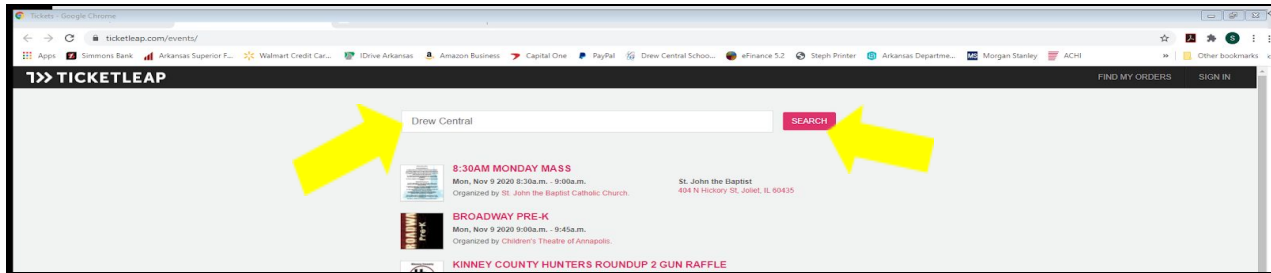 Tickets - Google Chrome
ticketleap.com/events/
Apps Simmons Bank Arkansas Superior F... Walmart Credit Car... IDrive Arkansas Amazon Business Capital One PayPal Drew Central Schoo... eFinance 5.2 Steph Printer Arkansas Departme... MS Morgan Stanley ACHI » Other bookmarks
TICKETLEAP FIND MY ORDERS SIGN IN
Drew Central SEARCH
8:30AM MONDAY MASS
Mon, Nov 9 2020 8:30a.m. - 9:00a.m. St. John the Baptist
Organized by St. John the Baptist Catholic Church. 404 N Hickory St, Joliet, IL 60435
BROADWAY PRE-K
Mon, Nov 9 2020 9:00a.m. - 9:45a.m.
Organized by Children's Theatre of Annapolis.
KINNEY COUNTY HUNTERS ROUNDUP 2 GUN RAFFLE